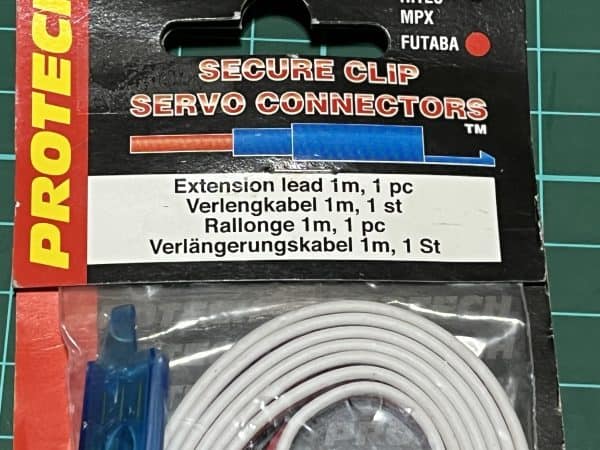 PROTECH
MPX
FUTABA
SECURE CLIP
SERVO CONNECTORS
TM
Extension lead 1m, 1 pc
Verlengkabel 1m, 1 st
Rallonge 1m, 1 pc
Verlängerungskabel 1m, 1 St
PROTECH